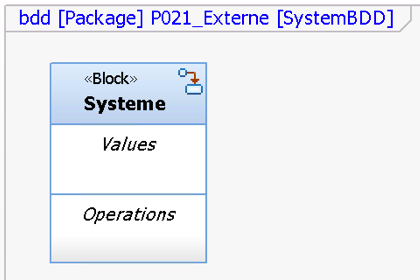 bdd [Package] P021_Externe [SystemBDD]
«Block»
Systeme
Values
Operations